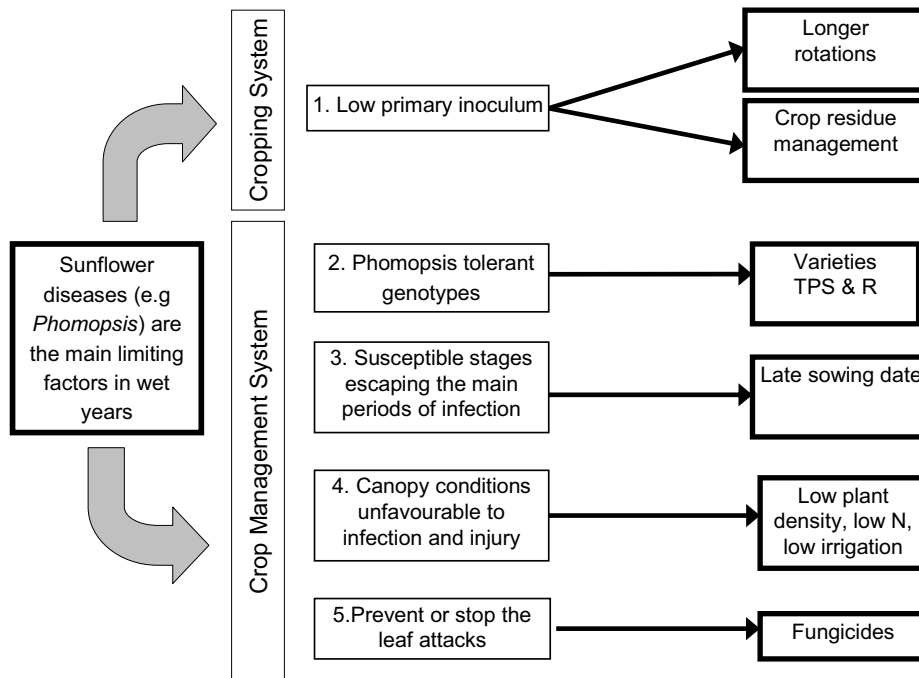 Sunflower
diseases (e.g
Phomopsis) are
the main limiting
factors in wet
years
Cropping System
1. Low primary inoculum
Longer
rotations
Crop residue
management
Crop Management System
2. Phomopsis tolerant
genotypes
Varieties
TPS & R
3. Susceptible stages
escaping the main
periods of infection
Late sowing date
4. Canopy conditions
unfavourable to
infection and injury
Low plant
density, low N,
low irrigation
5.Prevent or stop the
leaf attacks
Fungicides